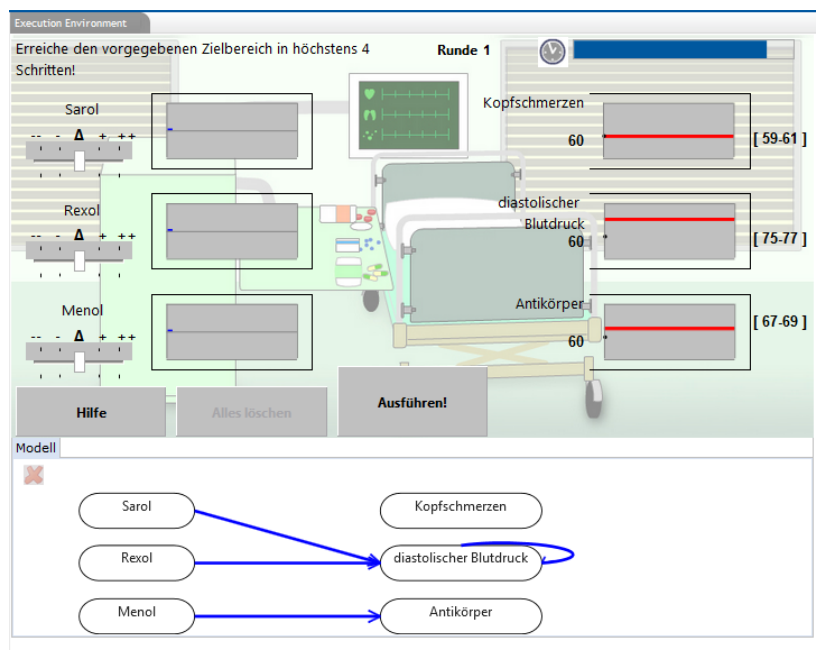 Execution Environment
Erreiche den vorgegebenen Zielbereich in höchstens 4
Schritten!
Runde 1
Sarol
-- - Δ + ++
Rexol
-- - Δ + ++
Menol
-- - Δ + ++
Kopfschmerzen
60
[ 59-61 ]
diastolischer
Blutdruck
60
[ 75-77 ]
Antikörper
60
[ 67-69 ]
Hilfe
Alles löschen
Ausführen!
Modell
Sarol
Kopfschmerzen
Rexol
diastolischer Blutdruck
Menol
Antikörper